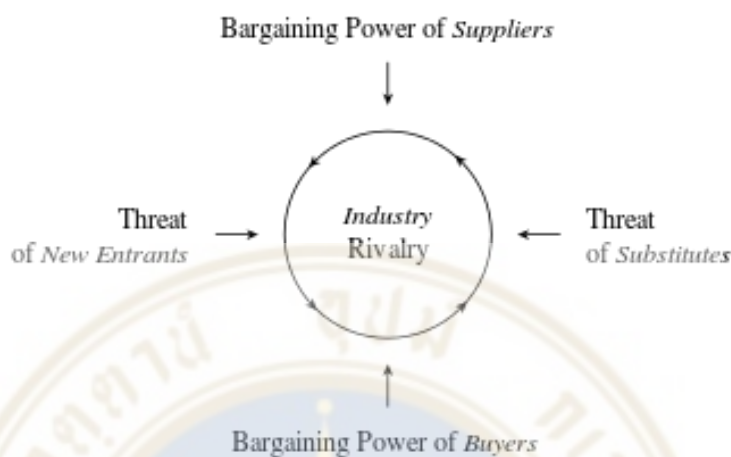 Bargaining Power of Suppliers
Threat
of New Entrants
Industry
Rivalry
Threat
of Substitutes
Bargaining Power of Buyers